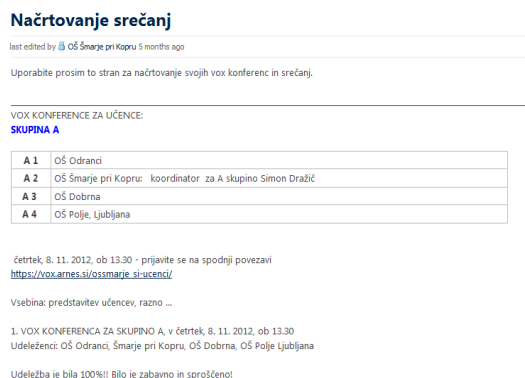 Načrtovanje srečanj
last edited by OŠ Šmarje pri Kopru 5 months ago
Uporabite prosim to stran za načrtovanje svojih vox konferenc in srečanj.
VOX KONFERENCE ZA UČENCE:
SKUPINA A
A 1 OŠ Odranci
A 2 OŠ Šmarje pri Kopru: koordinator za A skupino Simon Dražič
A 3 OŠ Dobrna
A 4 OŠ Polje, Ljubljana
četrtek, 8. 11. 2012, ob 13.30 - prijavite se na spodnji povezavi
https://vox.arnes.si/ossmarje_si-ucenci/
Vsebina: predstavitev učencev, razno ...
1. VOX KONFERENCA ZA SKUPINO A, v četrtek, 8. 11. 2012, ob 13.30
Udeleženci: OŠ Odranci, Šmarje pri Kopru, OŠ Dobrna, OŠ Polje Ljubljana
Udeležba je bila 100%!! Bilo je zabavno in sproščeno!